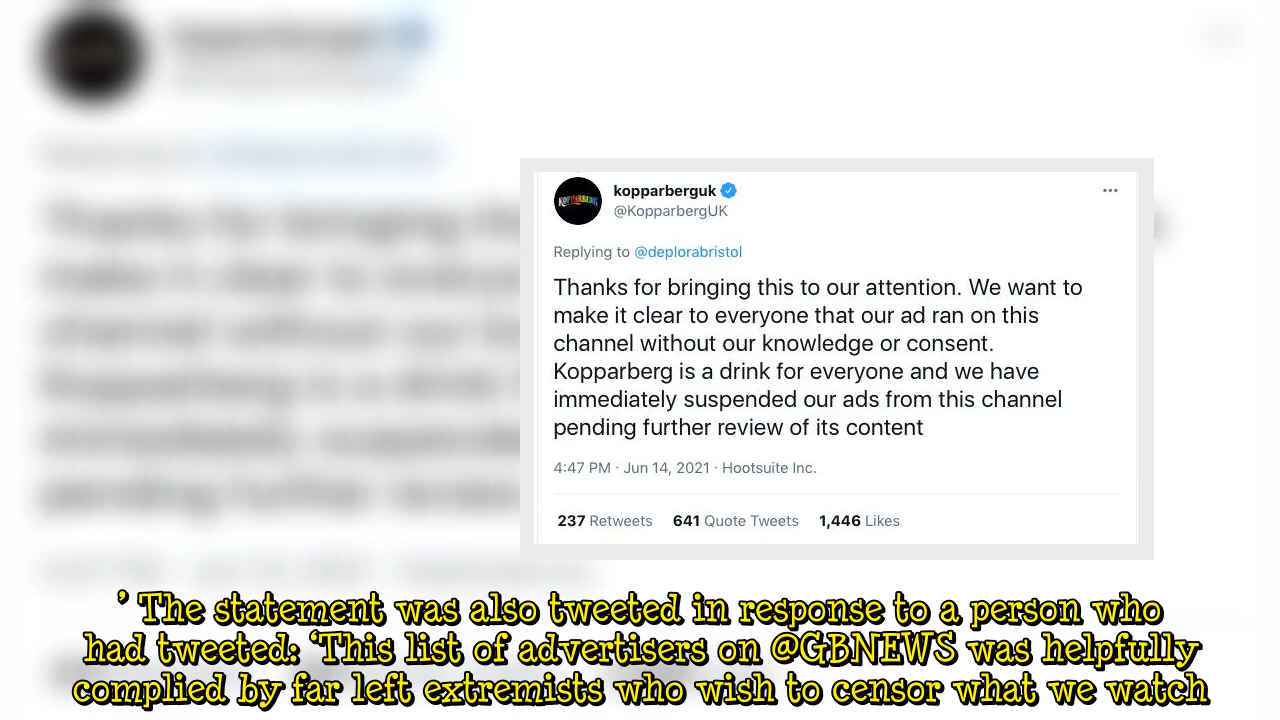 KOPPARBERG
kopparberguk
@KopparbergUK
Replying to @deplorabristol
Thanks for bringing this to our attention. We want to
make it clear to everyone that our ad ran on this
channel without our knowledge or consent.
Kopparberg is a drink for everyone and we have
immediately suspended our ads from this channel
pending further review of its content
4:47 PM · Jun 14, 2021 · Hootsuite Inc.
237 Retweets 641 Quote Tweets 1,446 Likes
’ The statement was also tweeted in response to a person who
had tweeted: ‘This list of advertisers on @GBNEWS was helpfully
complied by far left extremists who wish to censor what we watch